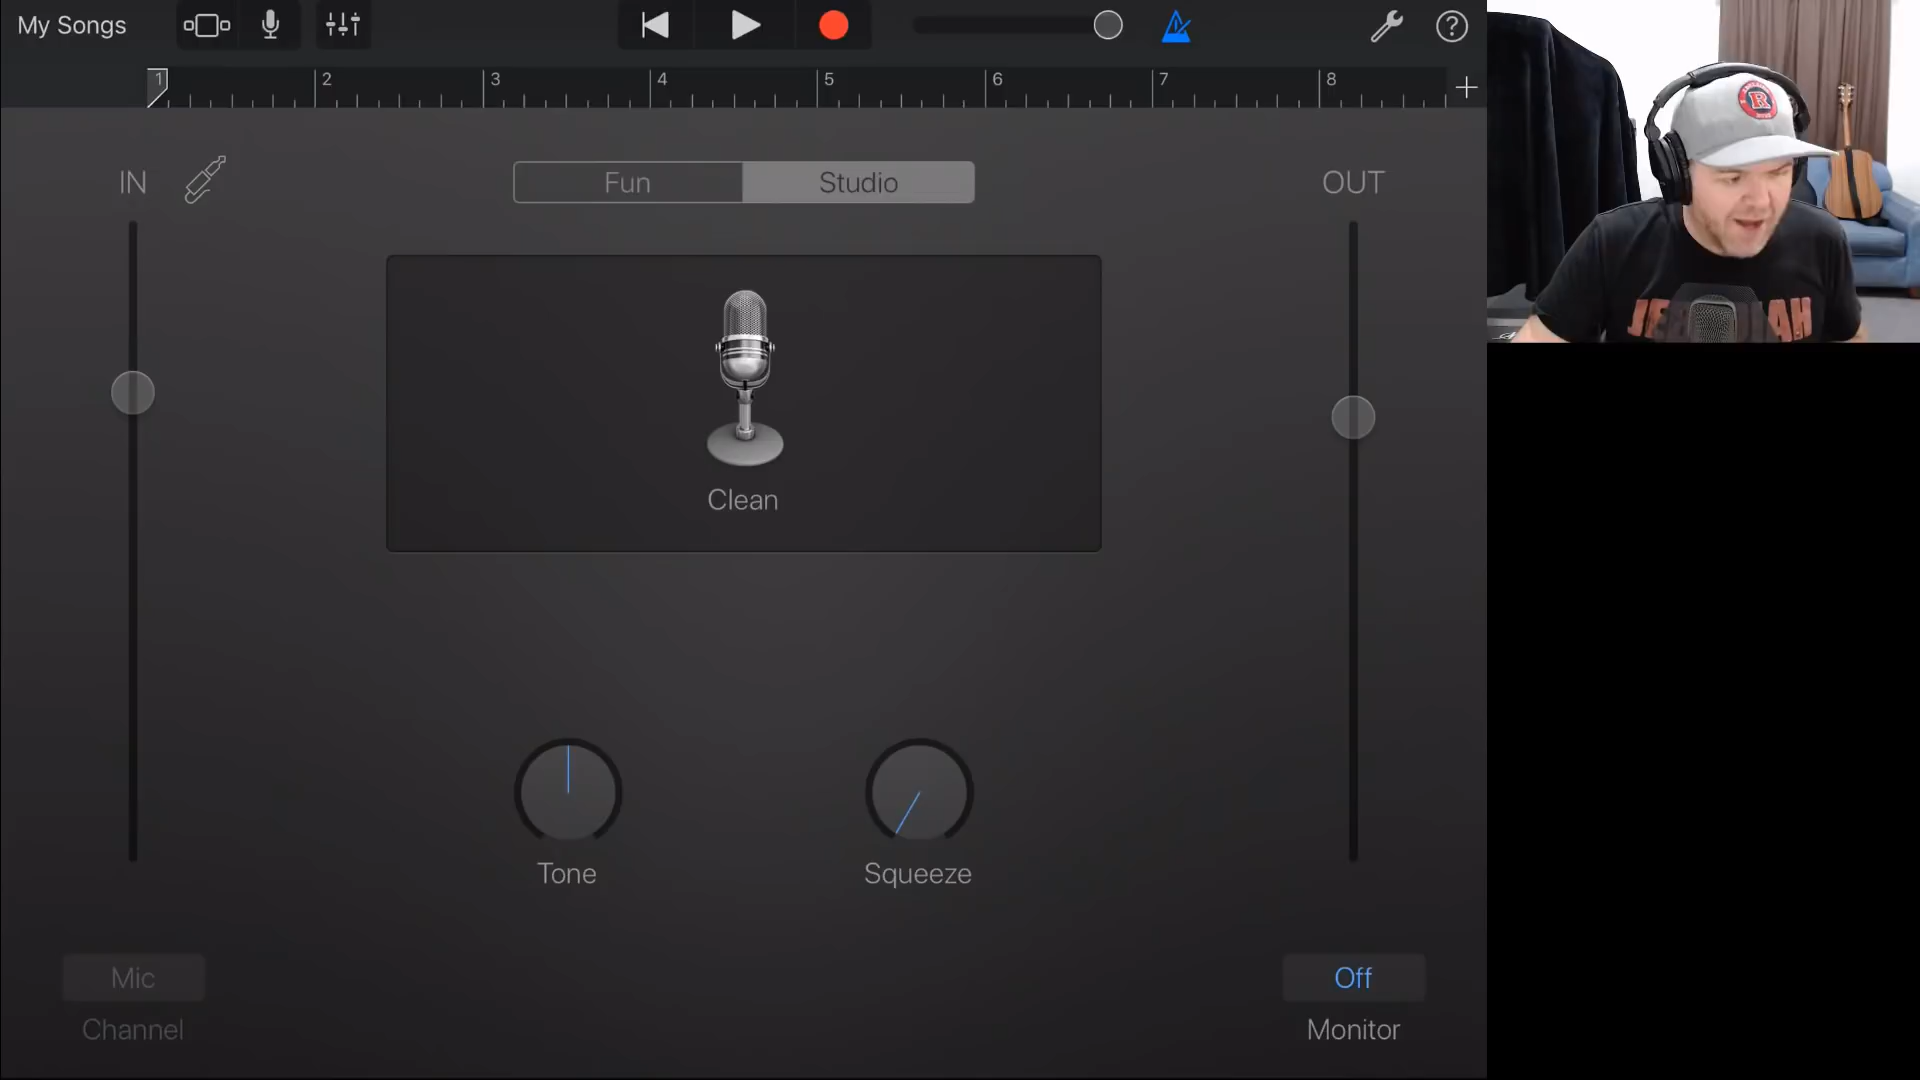 My Songs
1 2 3 4 5 6 7 8
IN
Fun
Studio
OUT
R
Clean
Tone
Squeeze
Mic
Off
Channel
Monitor